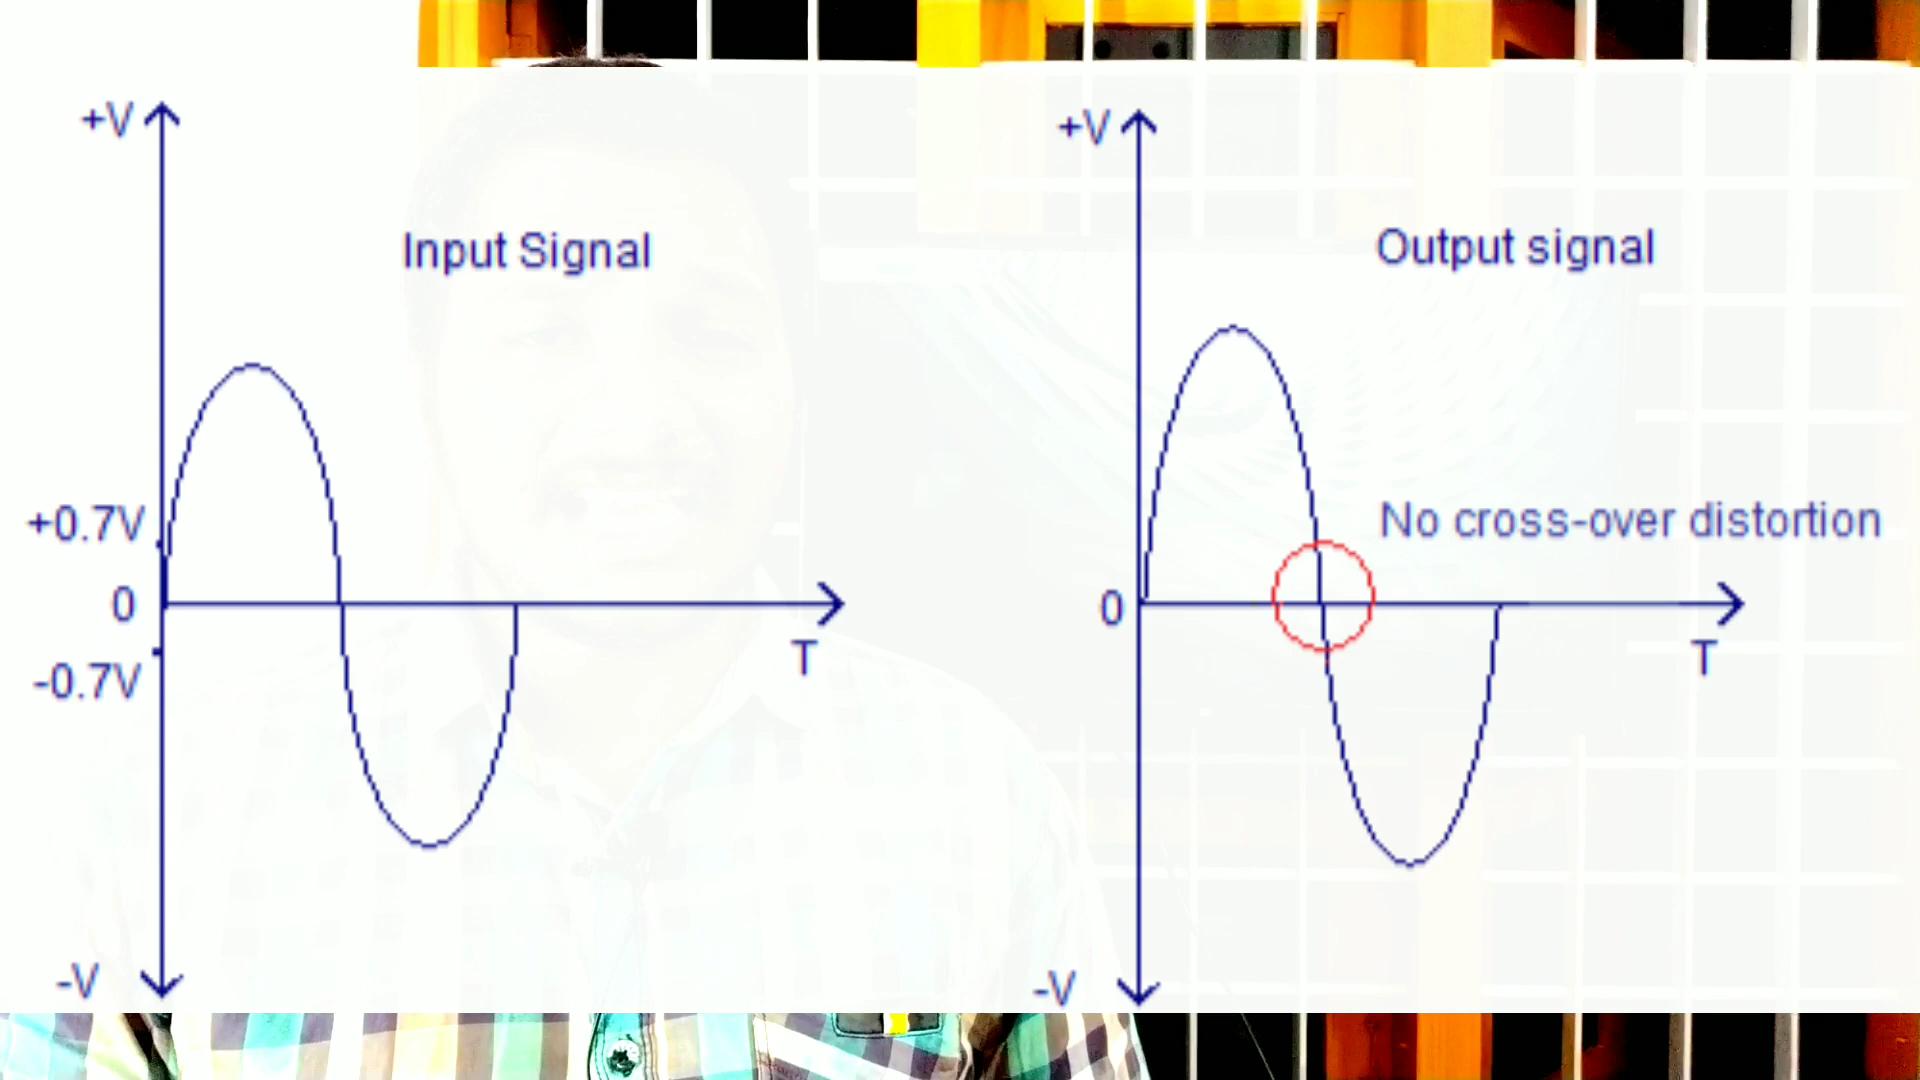 +V
Input Signal
+0.7V
0
-0.7V
T
-V
+V
Output signal
No cross-over distortion
0
T
-V